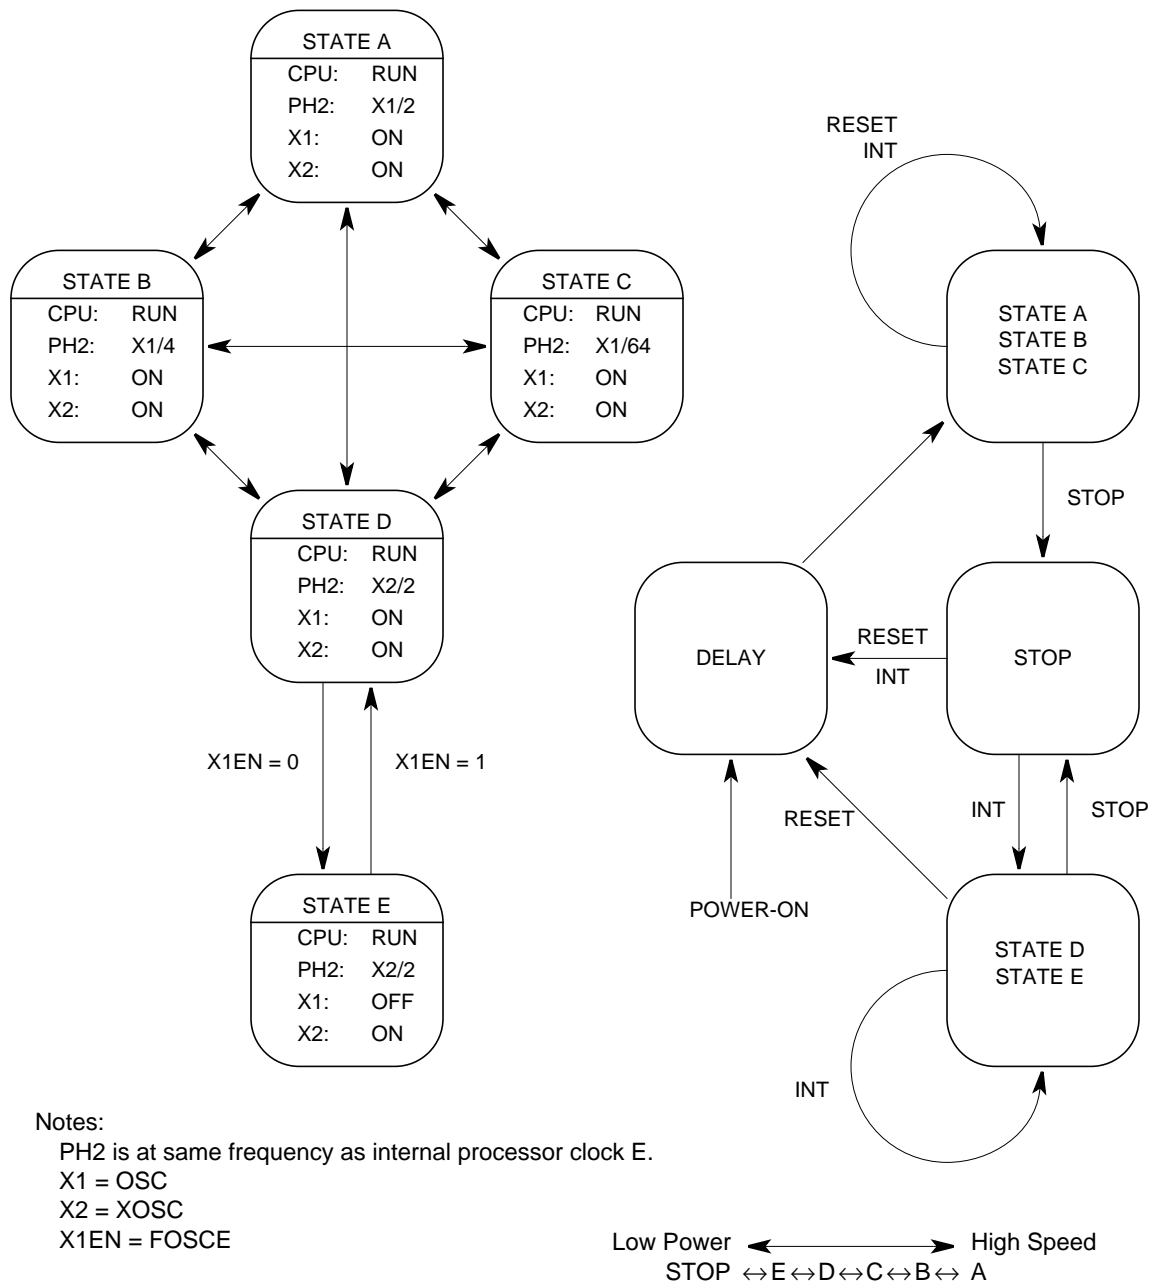 STATE A
CPU: RUN
PH2: X1/2
X1: ON
X2: ON
STATE B
CPU: RUN
PH2: X1/4
X1: ON
X2: ON
STATE C
CPU: RUN
PH2: X1/64
X1: ON
X2: ON
STATE D
CPU: RUN
PH2: X2/2
X1: ON
X2: ON
X1EN = 0
X1EN = 1
STATE E
CPU: RUN
PH2: X2/2
X1: OFF
X2: ON
RESET
INT
STATE A
STATE B
STATE C
STOP
DELAY
RESET
INT
STOP
RESET
INT
STOP
POWER-ON
STATE D
STATE E
INT
Notes:
PH2 is at same frequency as internal processor clock E.
X1 = OSC
X2 = XOSC
X1EN = FOSCE
Low Power High Speed
STOP ↔E↔D↔C↔B↔ A